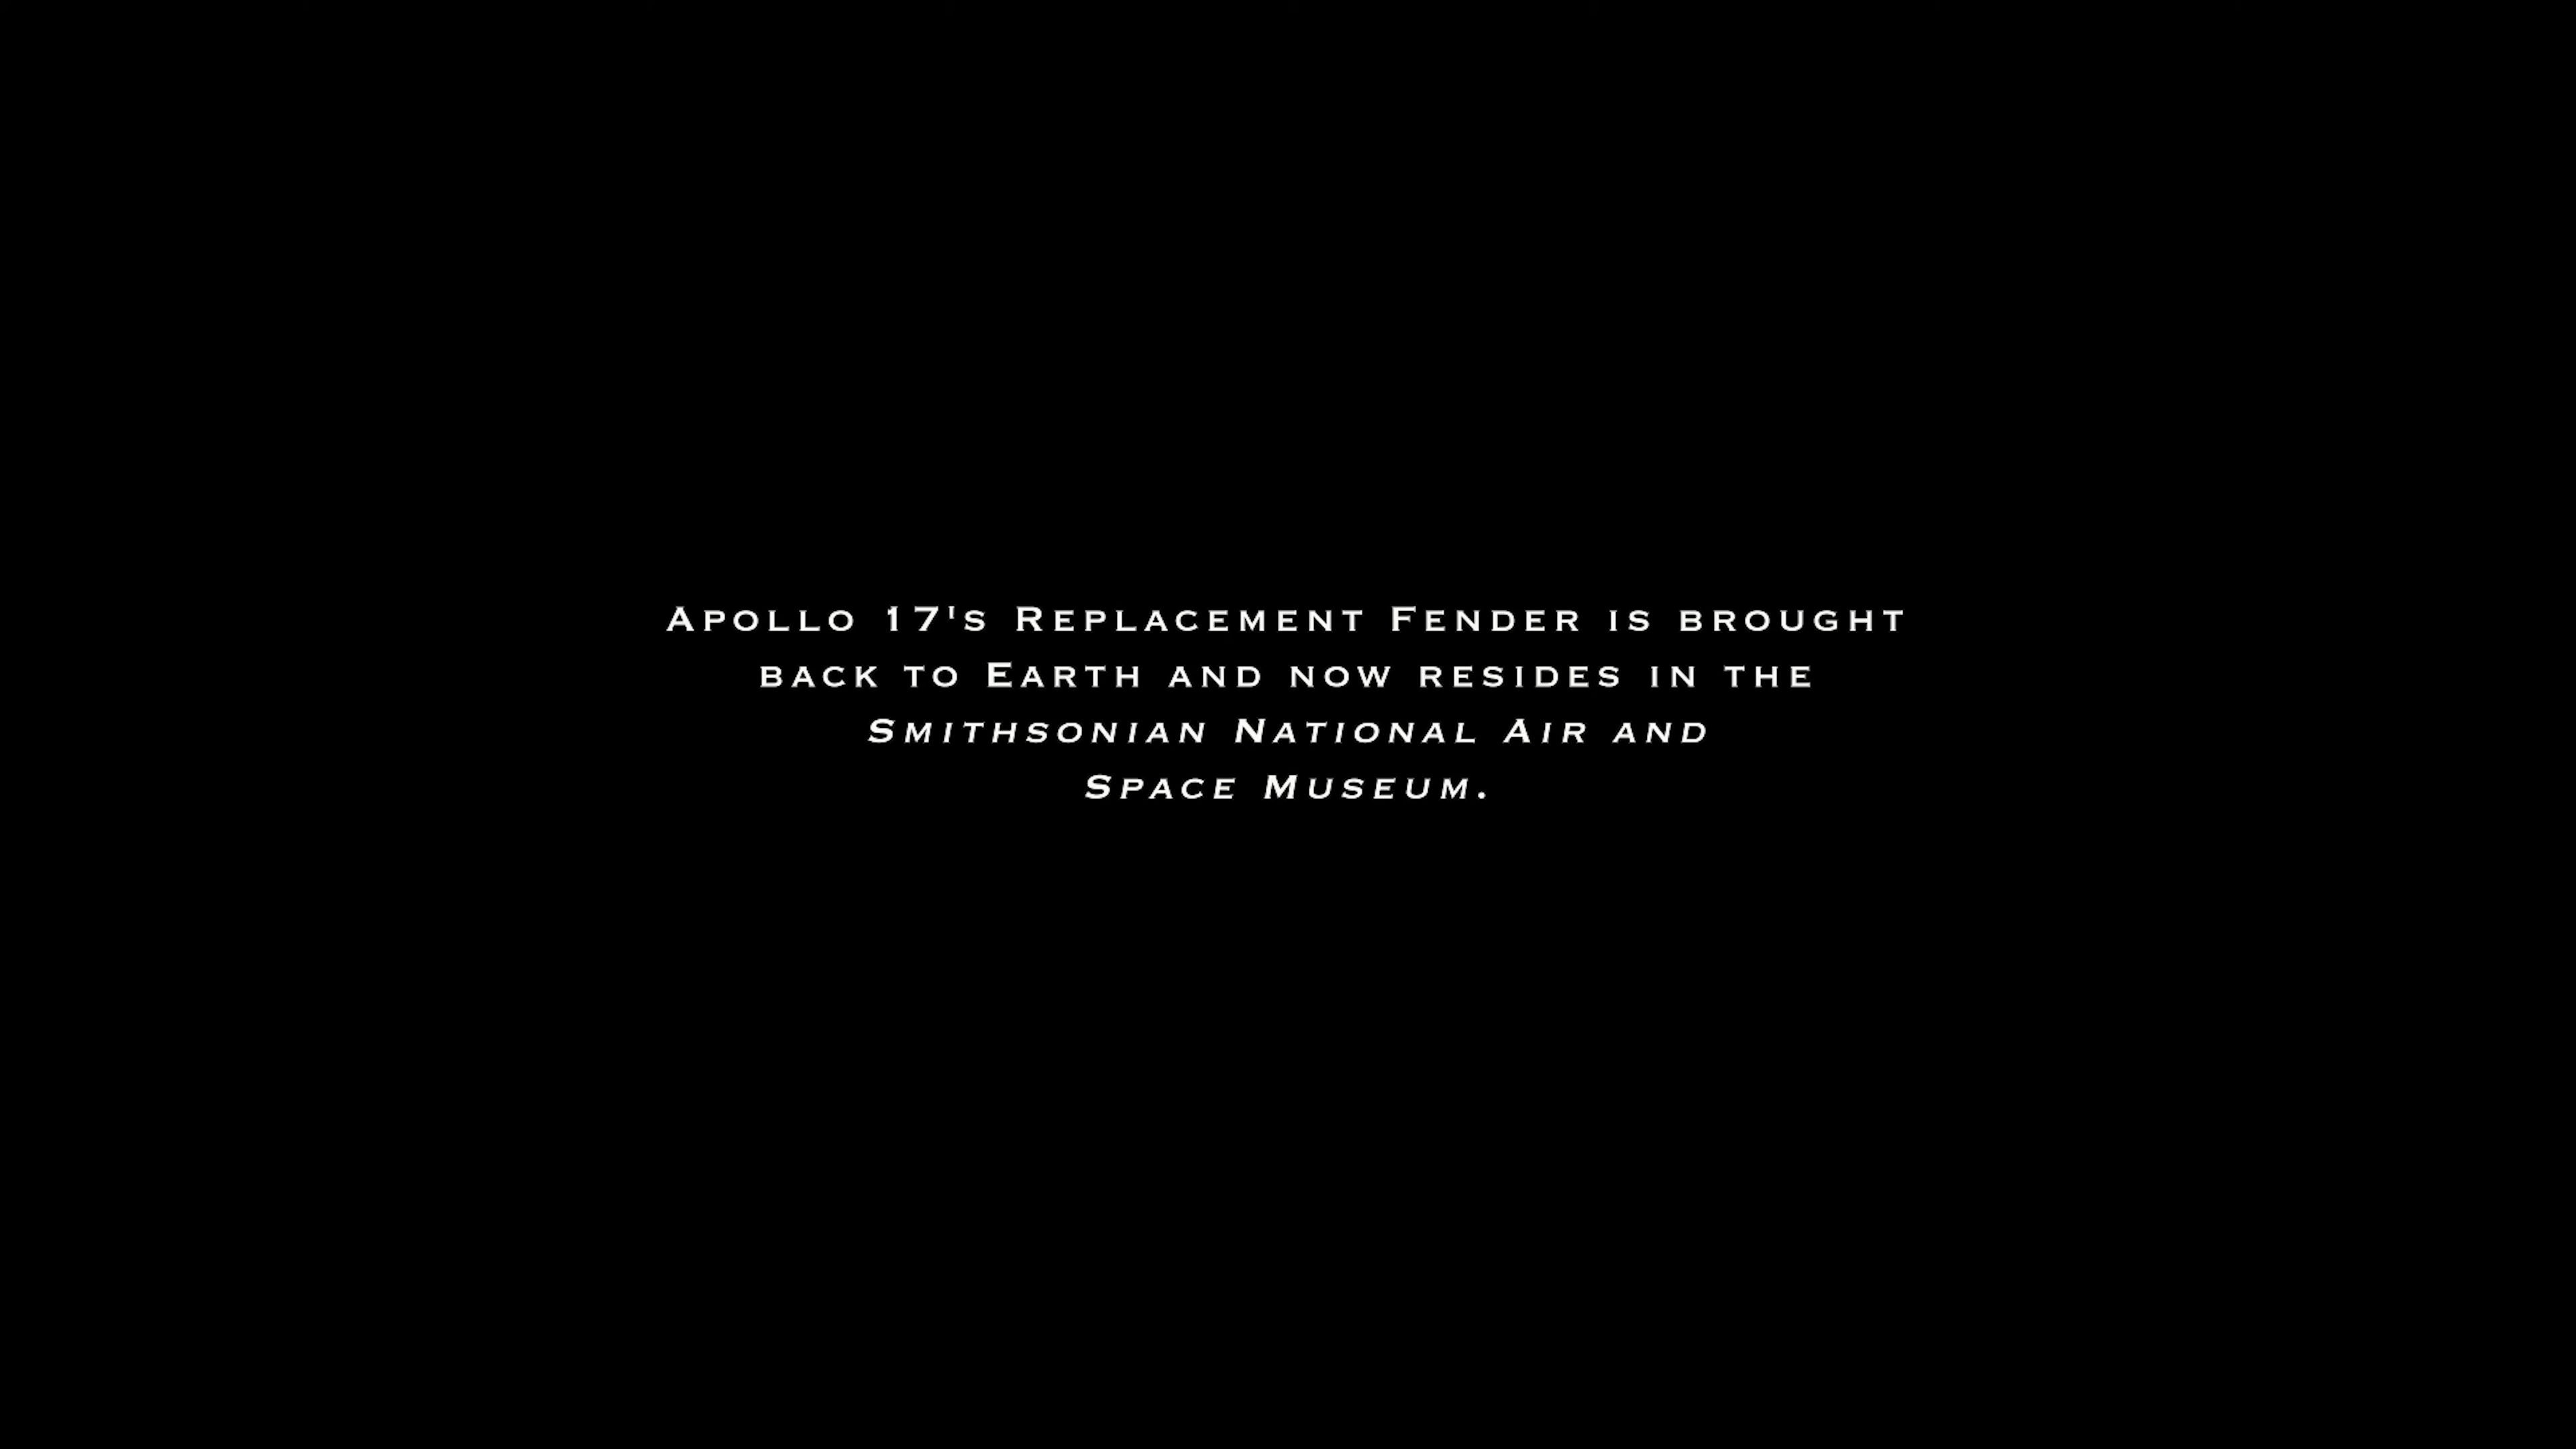 Apollo 17's Replacement Fender is brought
back to Earth and now resides in the
Smithsonian National Air and
Space Museum.